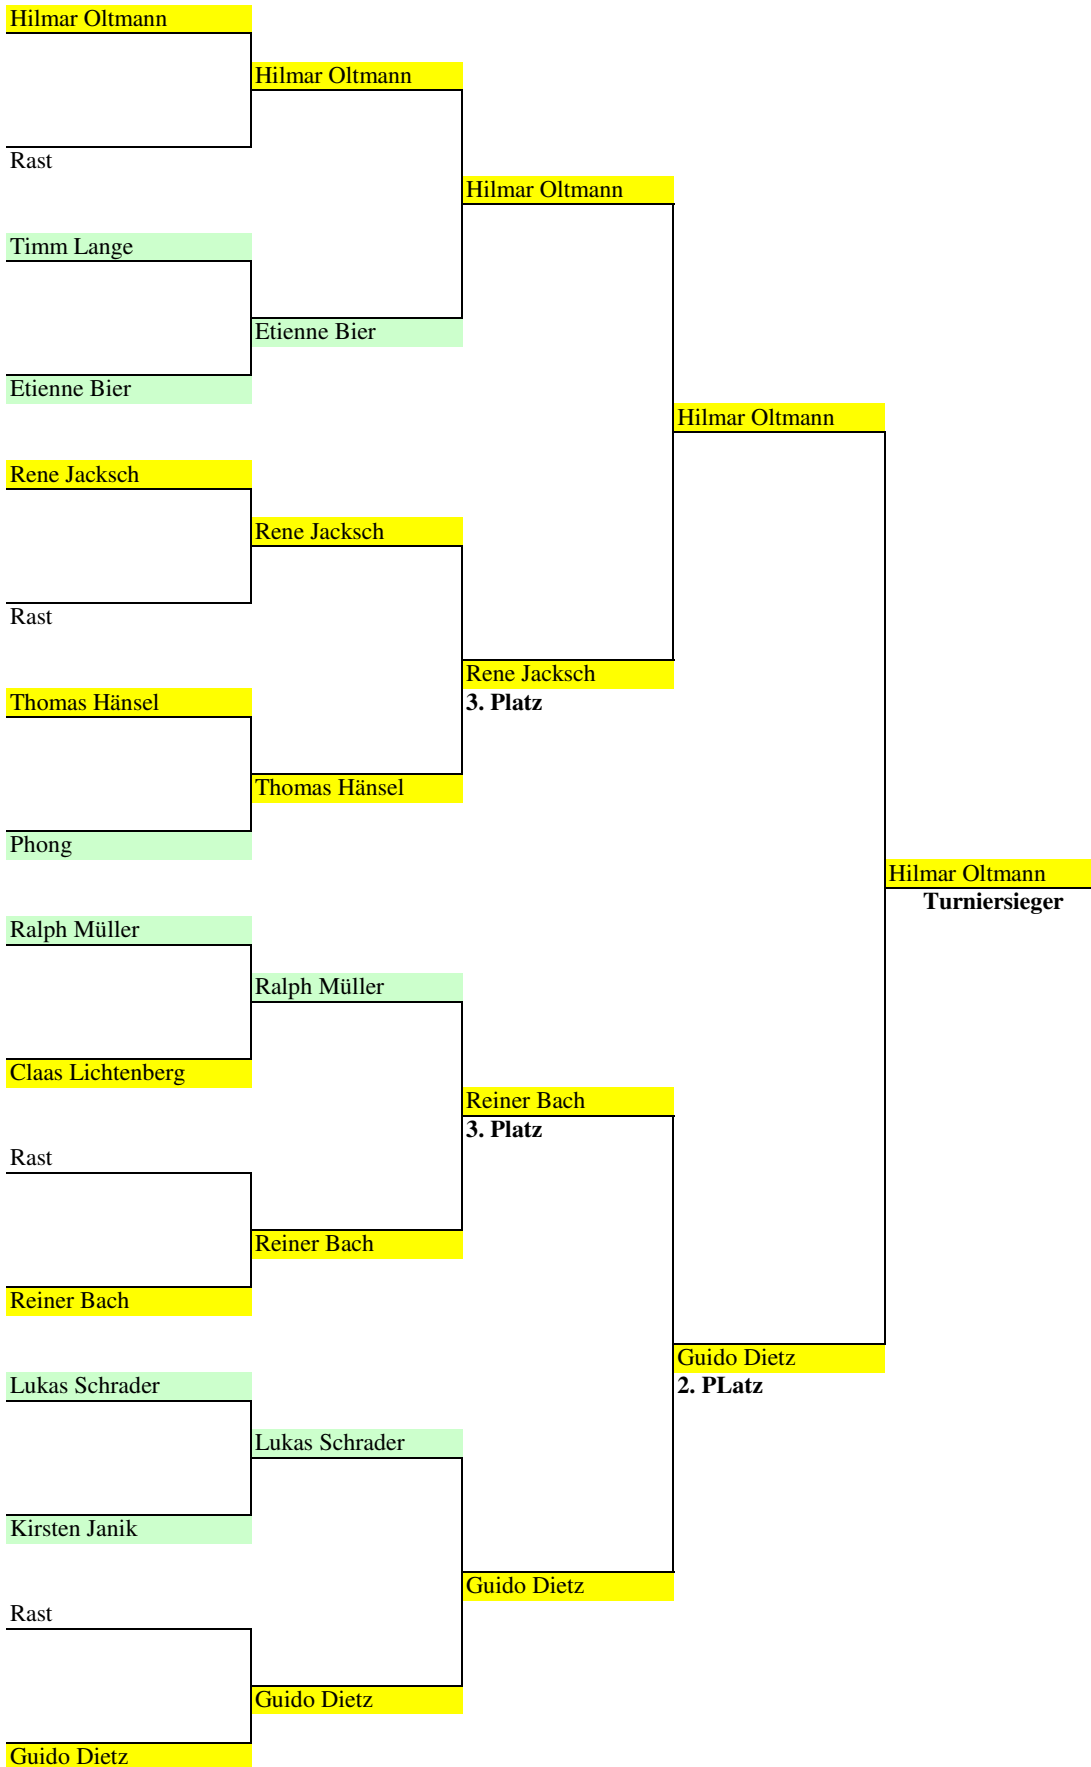 Hilmar Oltmann
Hilmar Oltmann
Rast
Hilmar Oltmann
Timm Lange
Etienne Bier
Etienne Bier
Hilmar Oltmann
Rene Jacksch
Rene Jacksch
Rast
Rene Jacksch
Thomas Hänsel
3. Platz
Thomas Hänsel
Phong
Hilmar Oltmann
Turniersieger
Ralph Müller
Ralph Müller
Claas Lichtenberg
Reiner Bach
3. Platz
Rast
Reiner Bach
Reiner Bach
Guido Dietz
Lukas Schrader
2. PLatz
Lukas Schrader
Kirsten Janik
Guido Dietz
Rast
Guido Dietz
Guido Dietz